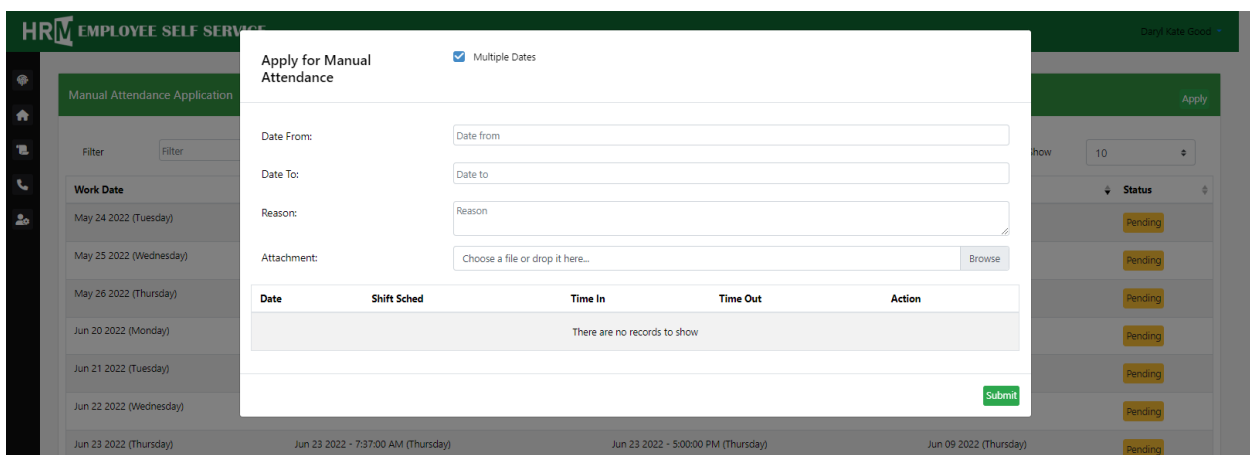 HRM EMPLOYEE SELF SERVICE
Daryl Kate Good
Apply for Manual Attendance
Multiple Dates
Manual Attendance Application
Apply
Date From:
Date from
Filter
Filter
Show
10
Date To:
Date to
Work Date
Status
Reason:
Reason
May 24 2022 (Tuesday)
Pending
Attachment:
Choose a file or drop it here...
Browse
May 25 2022 (Wednesday)
Pending
Date Shift Sched Time In Time Out Action
May 26 2022 (Thursday)
Pending
There are no records to show
Jun 20 2022 (Monday)
Pending
Jun 21 2022 (Tuesday)
Pending
Submit
Jun 22 2022 (Wednesday)
Pending
Jun 23 2022 (Thursday) Jun 23 2022 - 7:37:00 AM (Thursday) Jun 23 2022 - 5:00:00 PM (Thursday) Jun 09 2022 (Thursday) Pending